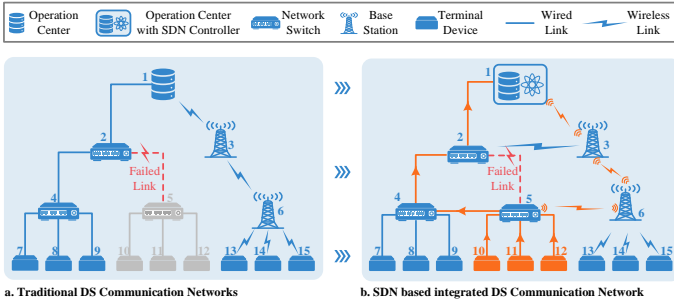 Operation Center
Operation Center with SDN Controller
Network Switch
Base Station
Terminal Device
Wired Link
Wireless Link
1
2
3
Failed Link
4
5
6
7
8
9
10
11
12
13
14
15
a. Traditional DS Communication Networks
1
2
3
Failed Link
4
5
6
7
8
9
10
11
12
13
14
15
b. SDN based integrated DS Communication Network